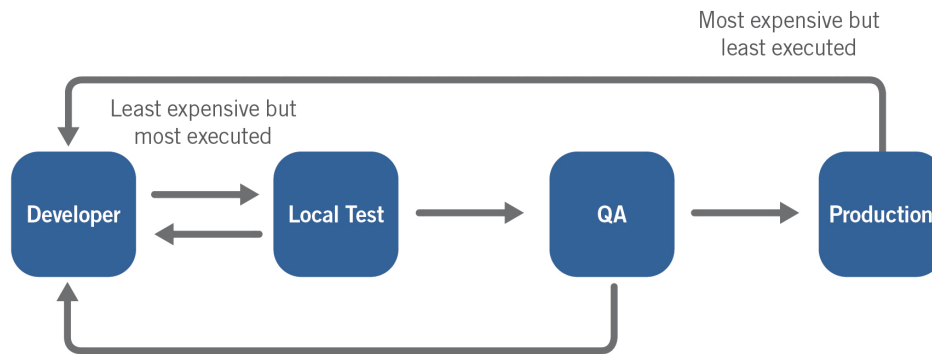 Most expensive but
least executed
Least expensive but
most executed
Developer
Local Test
QA
Production